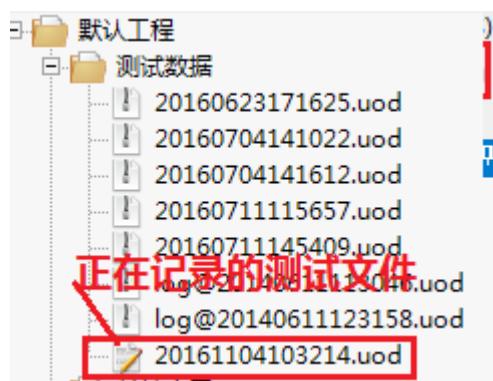 默认工程
测试数据
20160623171625.uod
20160704141022.uod
20160704141612.uod
20160711115657.uod
20160711145409.uod
正在记录的测试文件
log@20140611123158.uod
20161104103214.uod